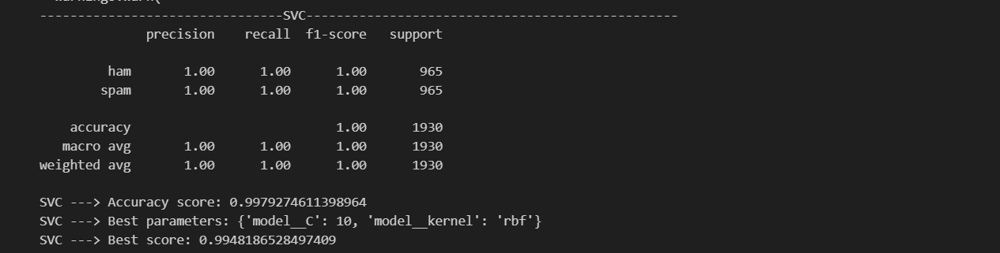 -------------------------------SVC-----------------------------------------------
precision recall f1-score support
ham 1.00 1.00 1.00 965
spam 1.00 1.00 1.00 965
accuracy 1.00 1930
macro avg 1.00 1.00 1.00 1930
weighted avg 1.00 1.00 1.00 1930
SVC ---> Accuracy score: 0.9979274611398964
SVC ---> Best parameters: {'model__C': 10, 'model__kernel': 'rbf'}
SVC ---> Best score: 0.9948186528497409